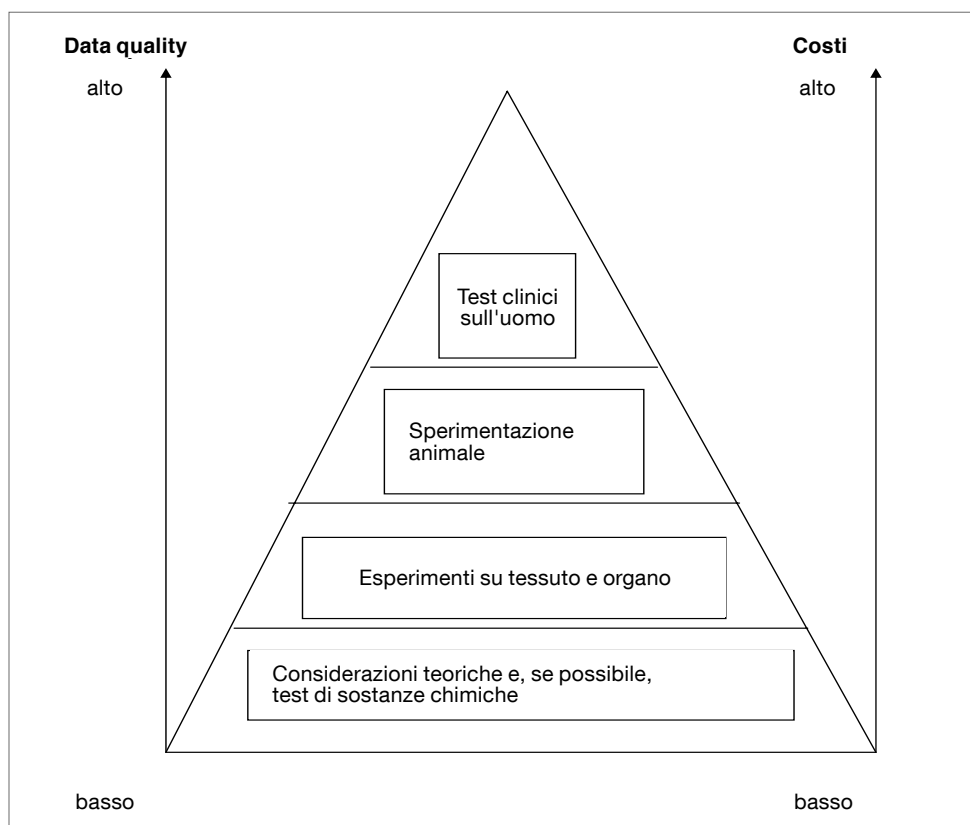 Data quality
Costi
alto
alto
Test clinici
sull'uomo
Sperimentazione
animale
Esperimenti su tessuto e organo
Considerazioni teoriche e, se possibile,
test di sostanze chimiche
basso
basso